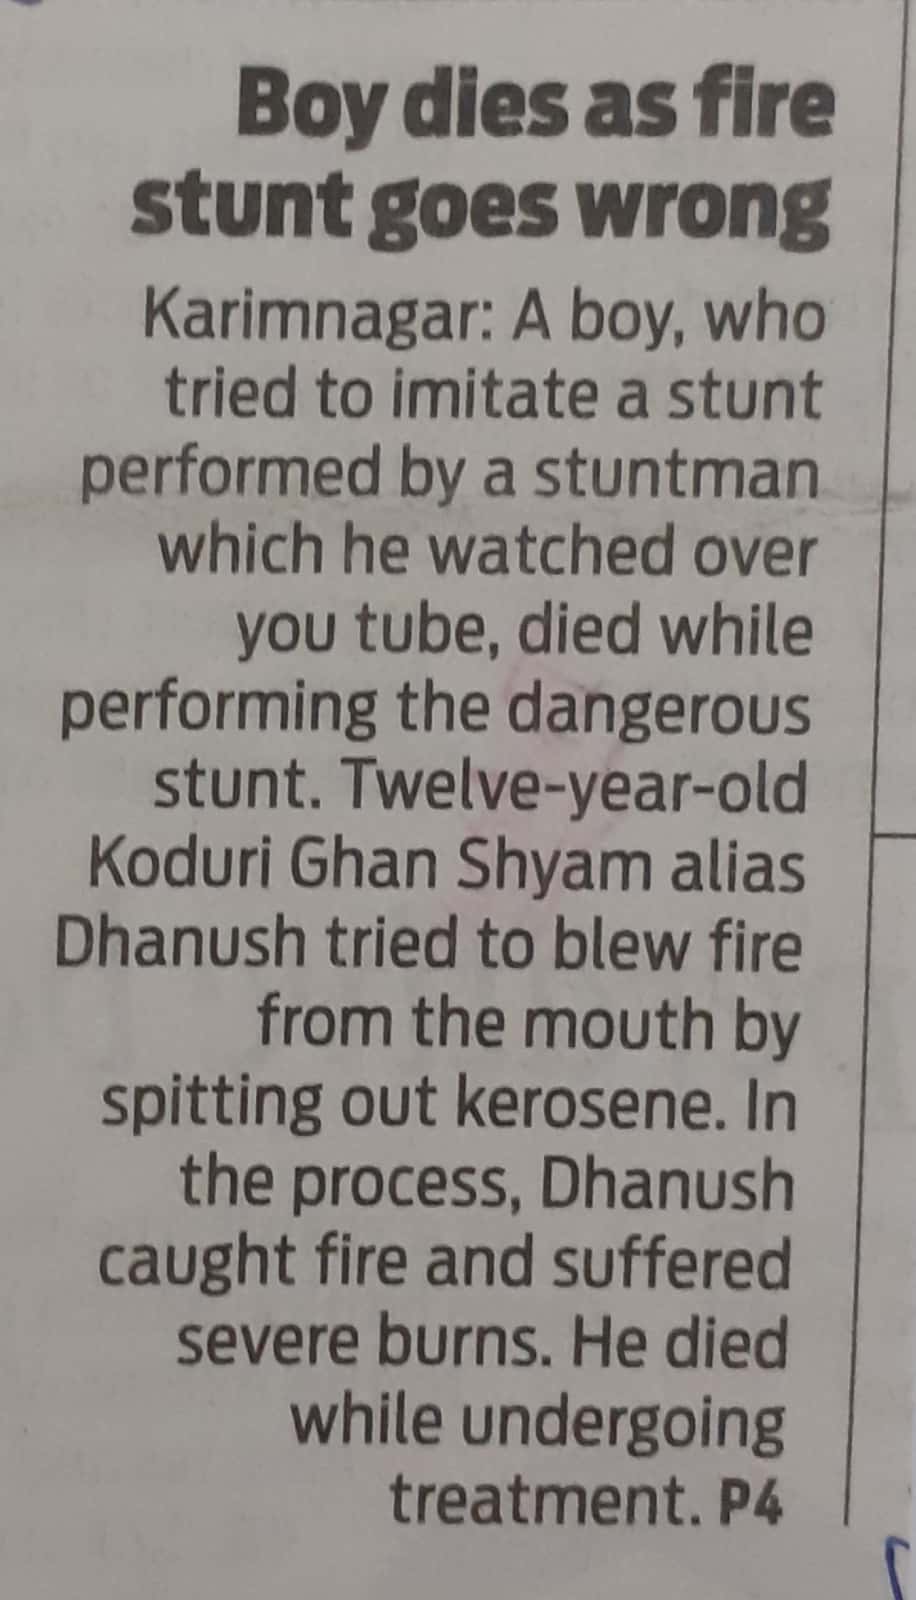 Boy dies as fire
stunt goes wrong
Karimnagar: A boy, who
tried to imitate a stunt
performed by a stuntman
which he watched over
you tube, died while
performing the dangerous
stunt. Twelve-year-old
Koduri Ghan Shyam alias
Dhanush tried to blew fire
from the mouth by
spitting out kerosene. In
the process, Dhanush
caught fire and suffered
severe burns. He died
while undergoing
treatment. P4